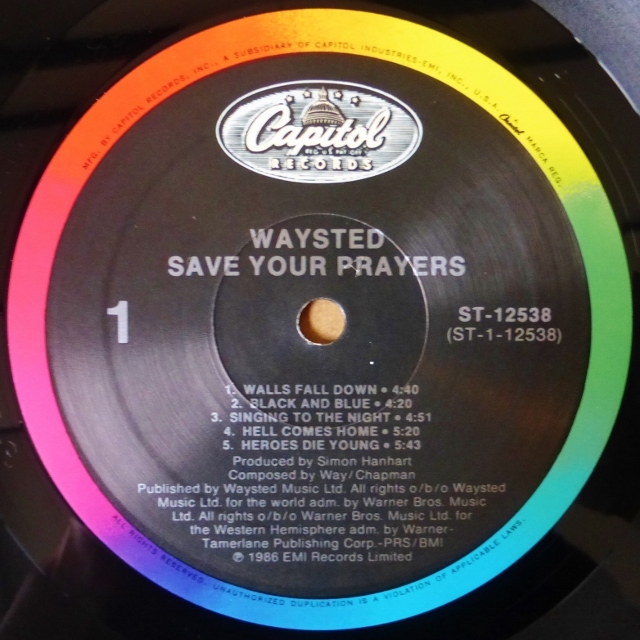 MFG. BY CAPITOL RECORDS, INC., A SUBSIDIARY OF CAPITOL INDUSTRIES-EMI, INC., U.S.A. Capitol MARCA REG.
Capitol
REG. U.S. PAT. OFF.
RECORDS
WAYSTED
SAVE YOUR PRAYERS
1
ST-12538
(ST-1-12538)
1. WALLS FALL DOWN • 4:40
2. BLACK AND BLUE • 4:20
3. SINGING TO THE NIGHT • 4:51
4. HELL COMES HOME • 5:20
5. HEROES DIE YOUNG • 5:43
Produced by Simon Hanhart
Composed by Way/Chapman
Published by Waysted Music Ltd. All rights o/b/o Waysted
Music Ltd. for the world adm. by Warner Bros. Music
Ltd. All rights o/b/o Warner Bros. Music Ltd. for
the Western Hemisphere adm. by Warner-
Tamerlane Publishing Corp.-PRS/BMI
℗ 1986 EMI Records Limited
ALL RIGHTS RESERVED. UNAUTHORIZED DUPLICATION IS A VIOLATION OF APPLICABLE LAWS.